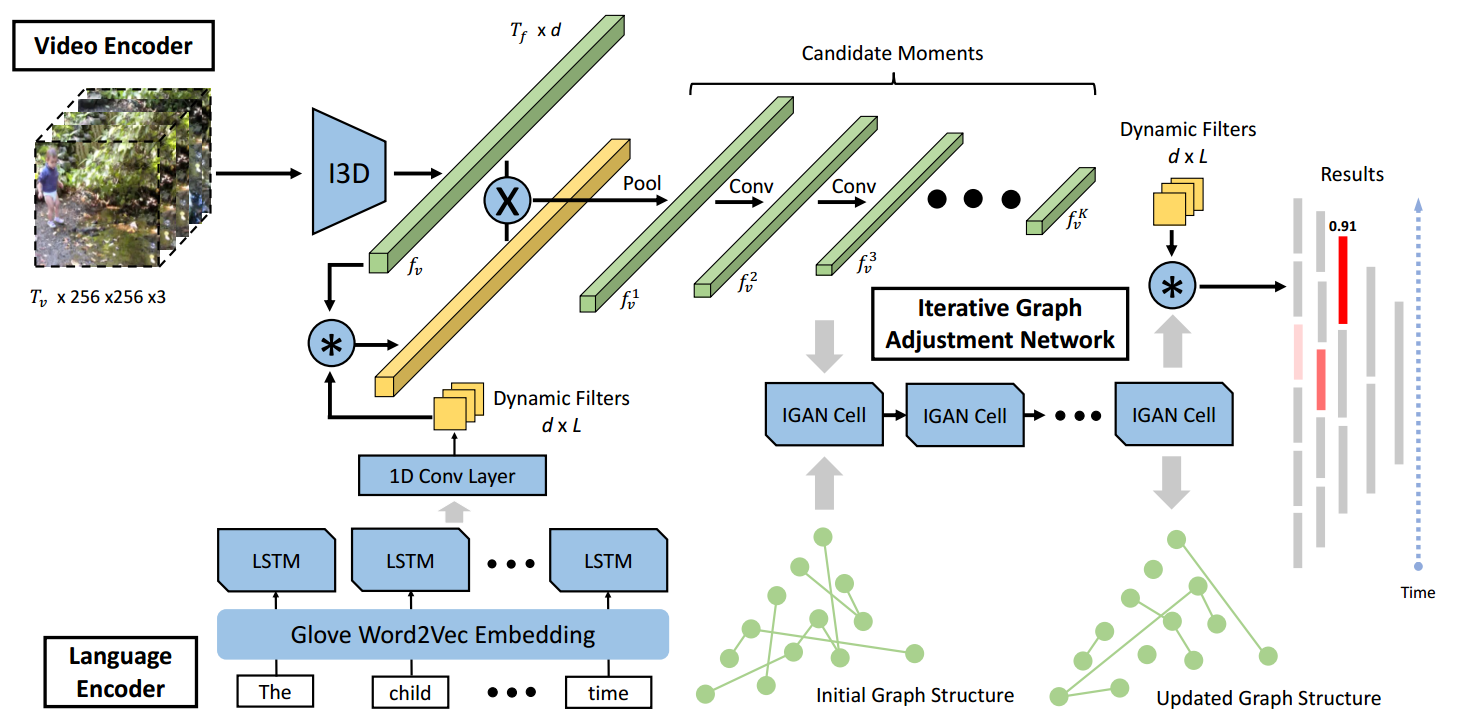 Video Encoder
T_v x 256 x256 x3
I3D
T_f x d
f_v
X
*
Pool
Candidate Moments
Conv
Conv
f_v^1
f_v^2
f_v^3
f_v^K
Dynamic Filters
d x L
1D Conv Layer
LSTM
LSTM
LSTM
Glove Word2Vec Embedding
Language
Encoder
The
child
time
Iterative Graph
Adjustment Network
IGAN Cell
IGAN Cell
IGAN Cell
Initial Graph Structure
Updated Graph Structure
Dynamic Filters
d x L
*
Results
0.91
Time